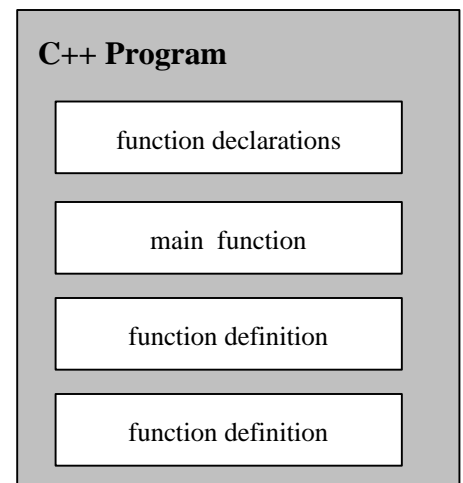 C++ Program
function declarations
main function
function definition
function definition